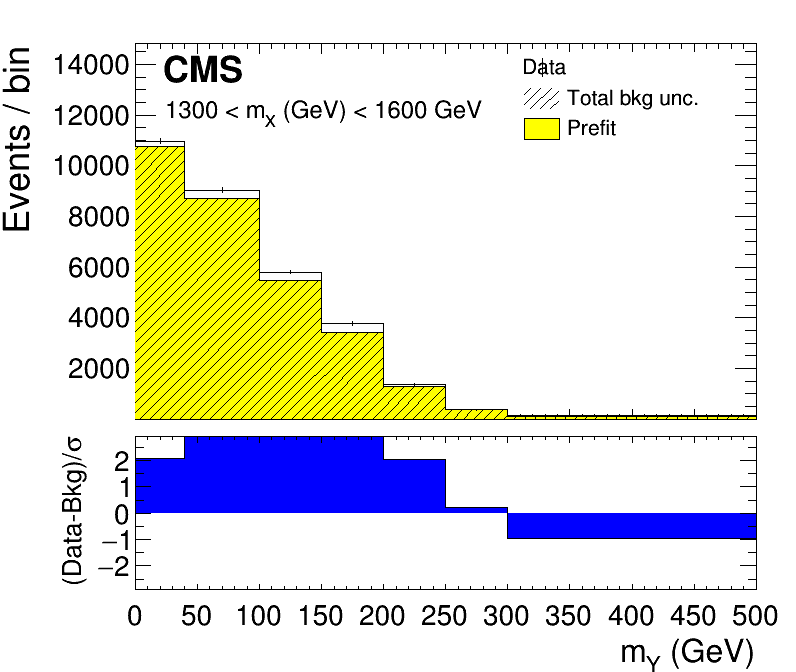 CMS
1300 < mX (GeV) < 1600 GeV
Data
Total bkg unc.
Prefit
Events / bin
14000
12000
10000
8000
6000
4000
2000
(Data-Bkg)/σ
2
1
0
−1
−2
0 50 100 150 200 250 300 350 400 450 500
mY (GeV)